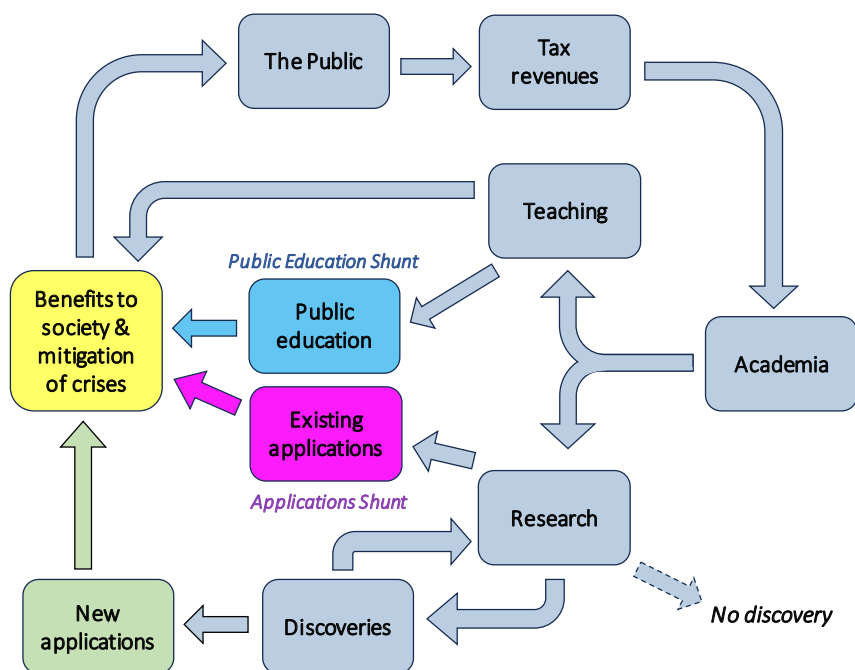 The Public
Tax
revenues
Teaching
Public Education Shunt
Benefits to
society &
mitigation
of crises
Public
education
Academia
Existing
applications
Applications Shunt
Research
New
applications
Discoveries
No discovery